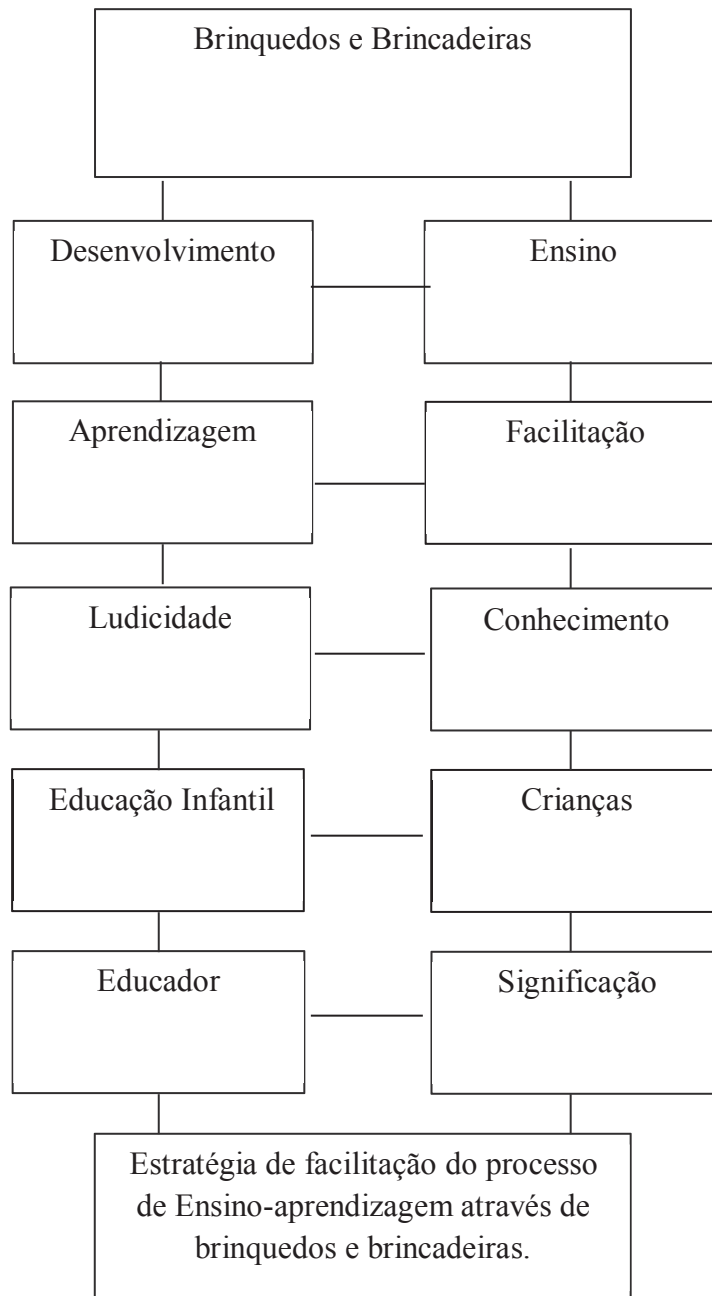 Brinquedos e Brincadeiras
Desenvolvimento
Ensino
Aprendizagem
Facilitação
Ludicidade
Conhecimento
Educação Infantil
Crianças
Educador
Significação
Estratégia de facilitação do processo
de Ensino-aprendizagem através de
brinquedos e brincadeiras.